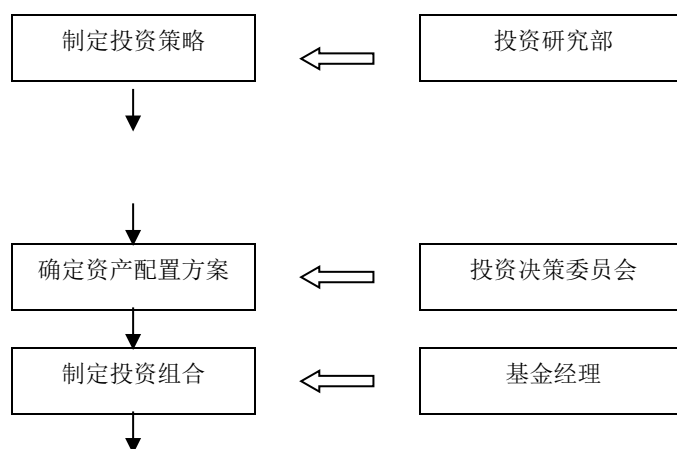 制定投资策略
投资研究部
确定资产配置方案
投资决策委员会
制定投资组合
基金经理